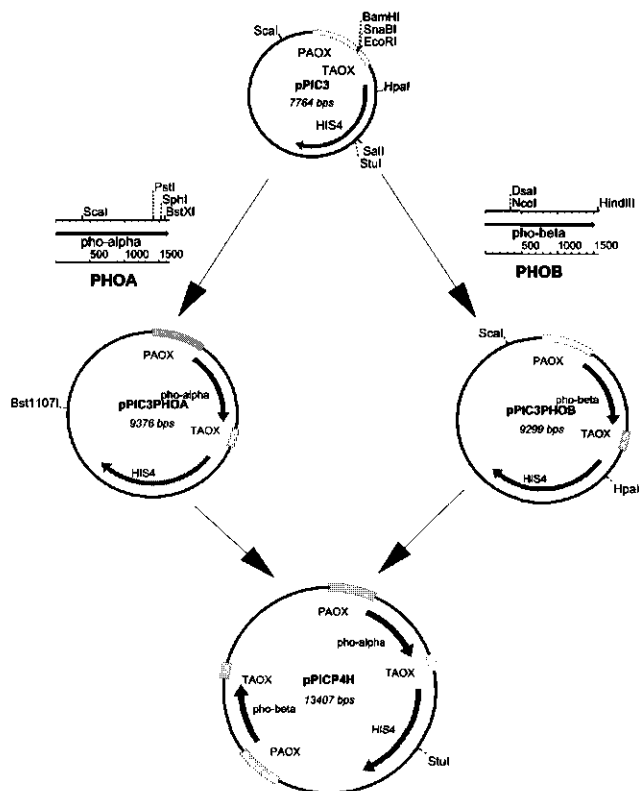 BamHI
SnaBI
EcoRI
ScaI
PAOX
TAOX
pPIC3
7764 bps
HpaI
HIS4
SalI
StuI
PstI
SphI
ScaI
BstXI
pho-alpha
500 1000 1500
PHOA
DsaI
NcoI
HindIII
pho-beta
500 1000 1500
PHOB
PAOX
pho-alpha
Bst1107I
pPIC3PHOA
9376 bps
TAOX
HIS4
ScaI
PAOX
pho-beta
pPIC3PHOB
9299 bps
TAOX
HIS4
HpaI
PAOX
pho-alpha
TAOX
pPICP4H
TAOX
13407 bps
pho-beta
HIS4
PAOX
StuI